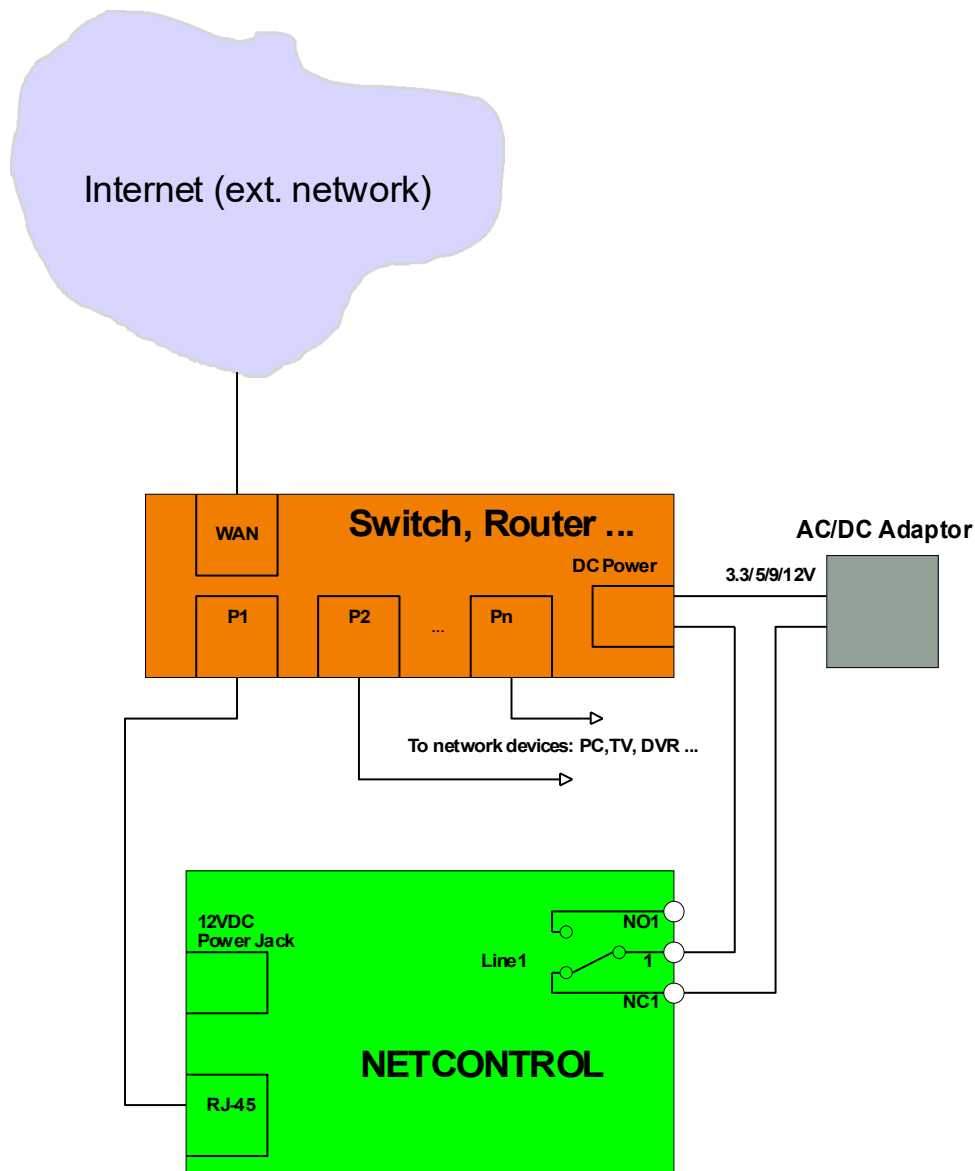 Internet (ext. network)
WAN
Switch, Router ...
AC/DC Adaptor
DC Power
3.3/5/9/12V
P1
P2
...
Pn
To network devices: PC,TV, DVR ...
12VDC
Power Jack
NO1
Line1
1
NC1
NETCONTROL
RJ-45